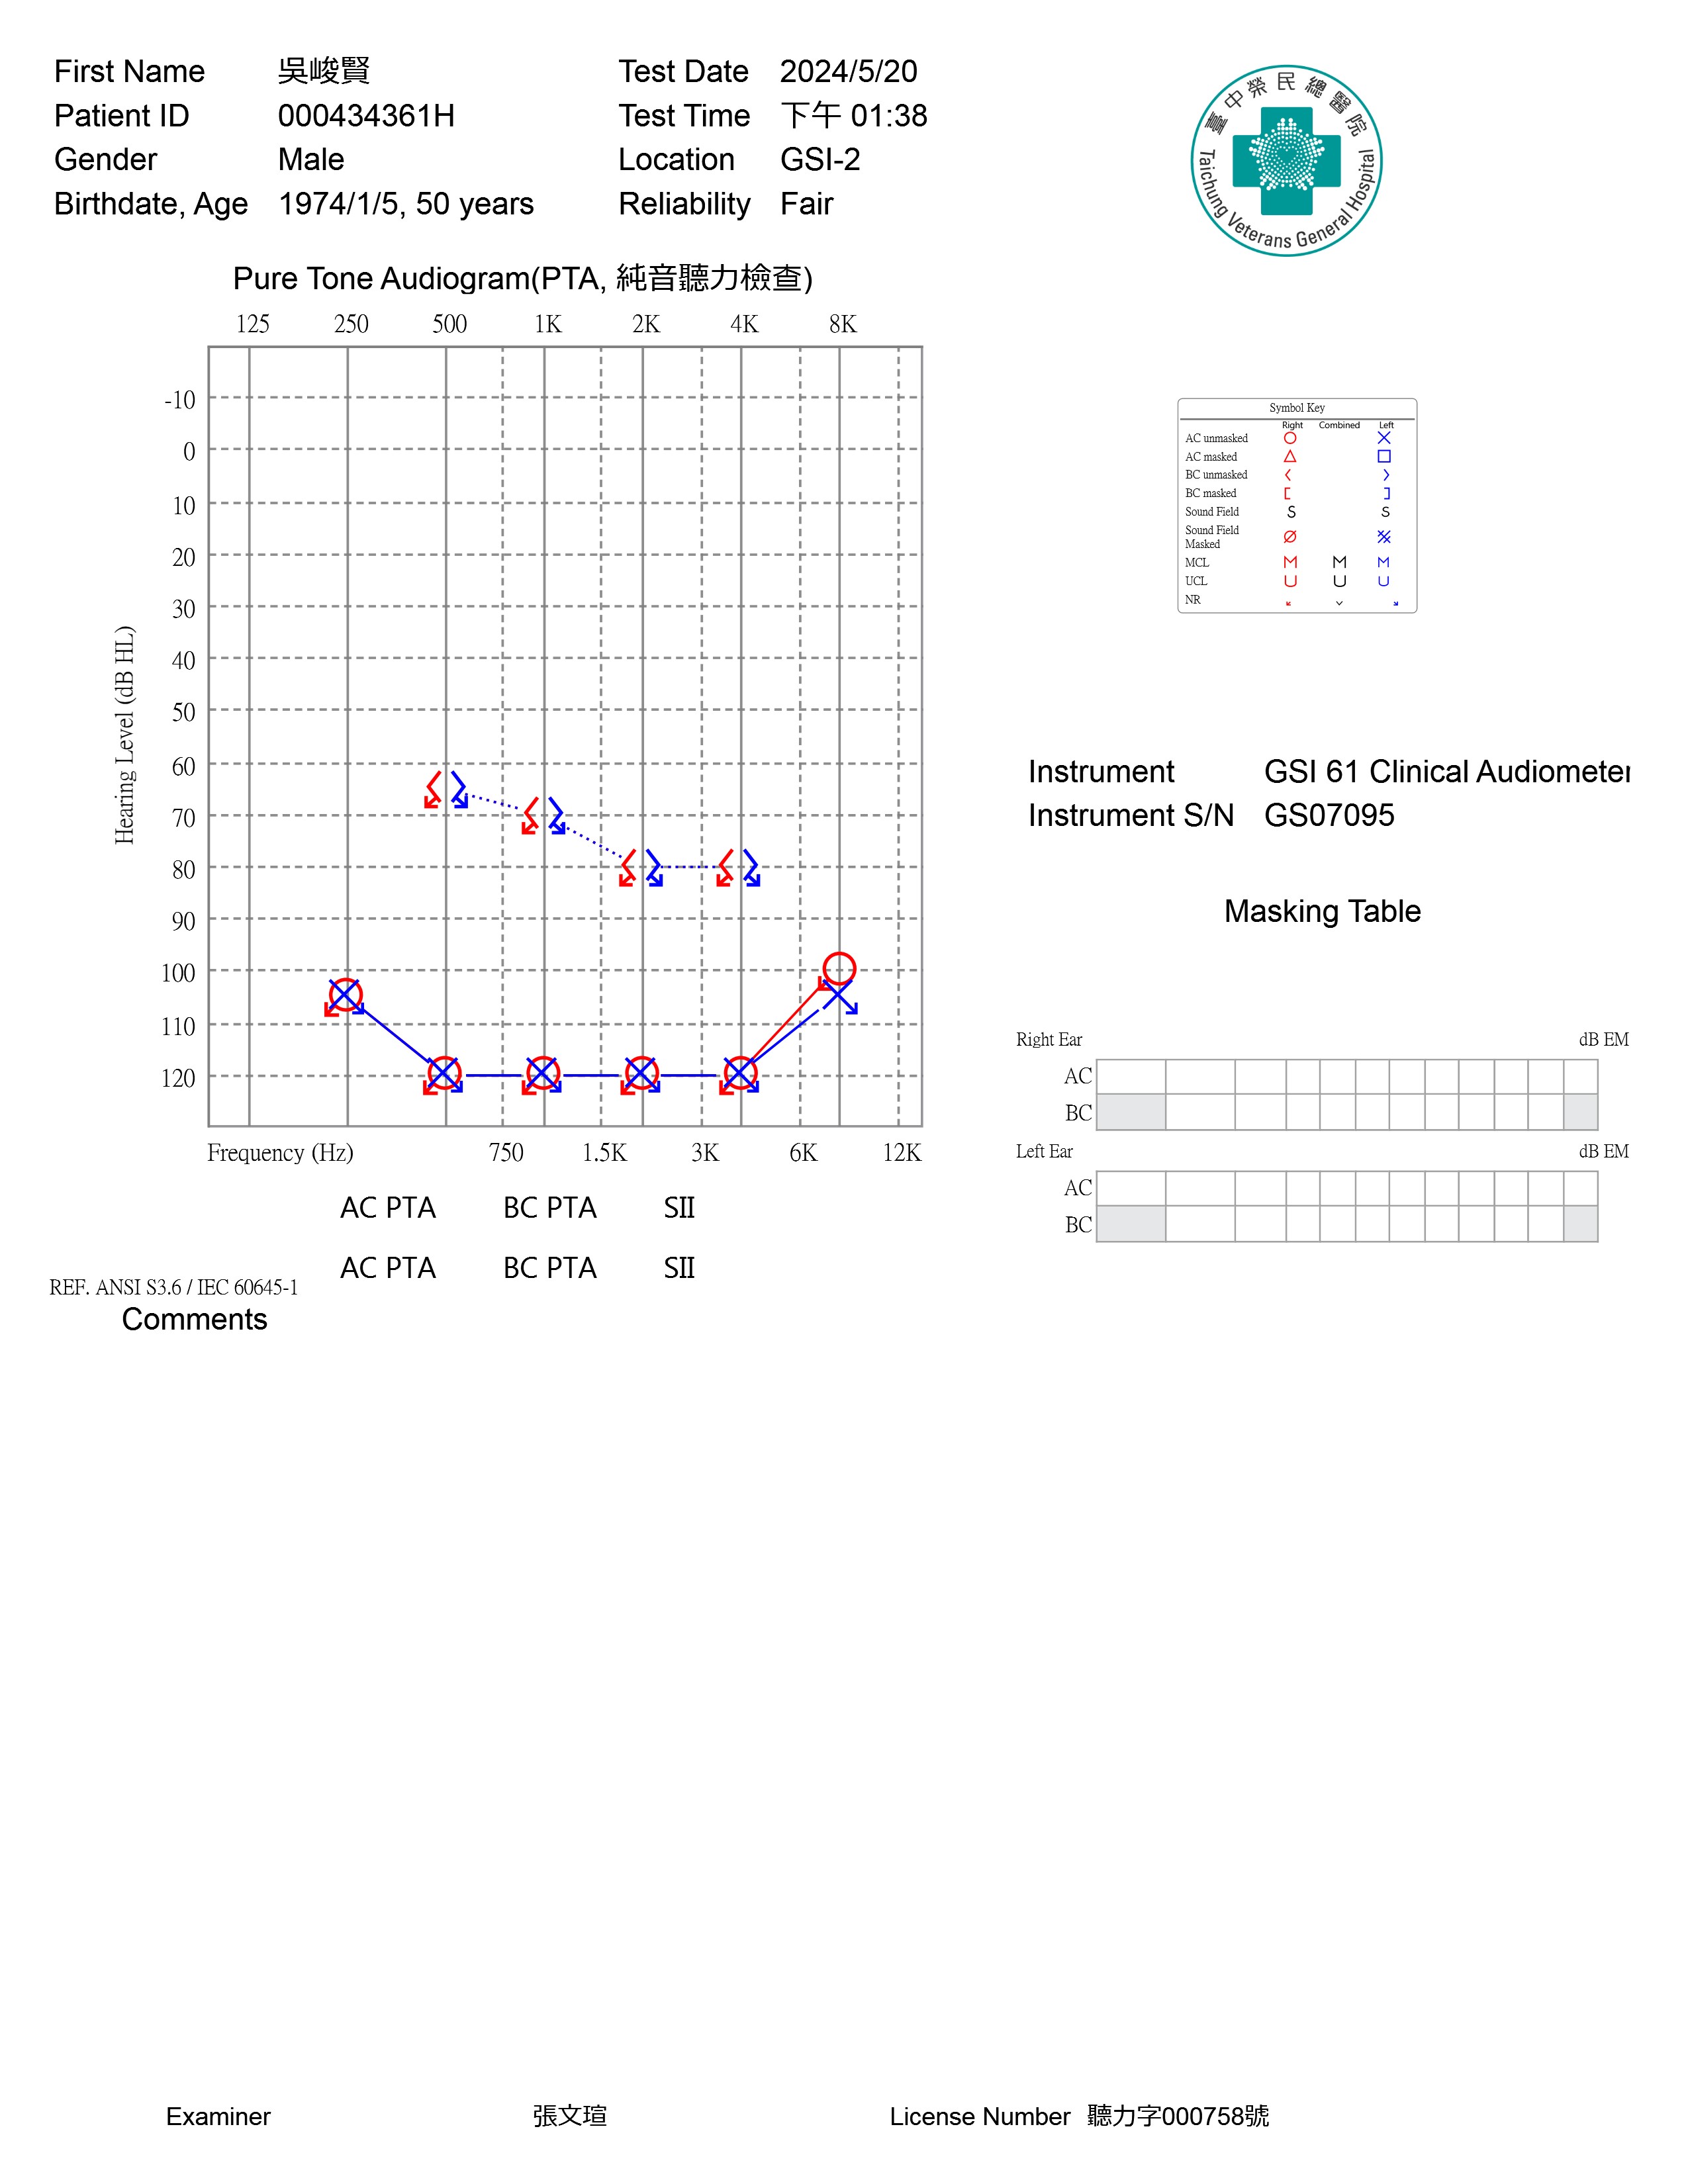 First Name 吳峻賢 Test Date 2024/5/20
Patient ID 000434361H Test Time 下午 01:38
Gender Male Location GSI-2
Birthdate, Age 1974/1/5, 50 years Reliability Fair
臺中榮民總醫院
Taichung Veterans General Hospital
Pure Tone Audiogram(PTA, 純音聽力檢查)
125 250 500 1K 2K 4K 8K
-10
0
10
20
30
40
50
60
70
80
90
100
110
120
Hearing Level (dB HL)
Frequency (Hz) 750 1.5K 3K 6K 12K
AC PTA BC PTA SII
AC PTA BC PTA SII
REF. ANSI S3.6 / IEC 60645-1
Comments
Symbol Key
Right Combined Left
AC unmasked
AC masked
BC unmasked
BC masked
Sound Field S S
Sound Field
Masked
MCL M M M
UCL U U U
NR
Instrument GSI 61 Clinical Audiometer
Instrument S/N GS07095
Masking Table
Right Ear dB EM
AC
BC
Left Ear dB EM
AC
BC
Examiner 張文瑄 License Number 聽力字000758號